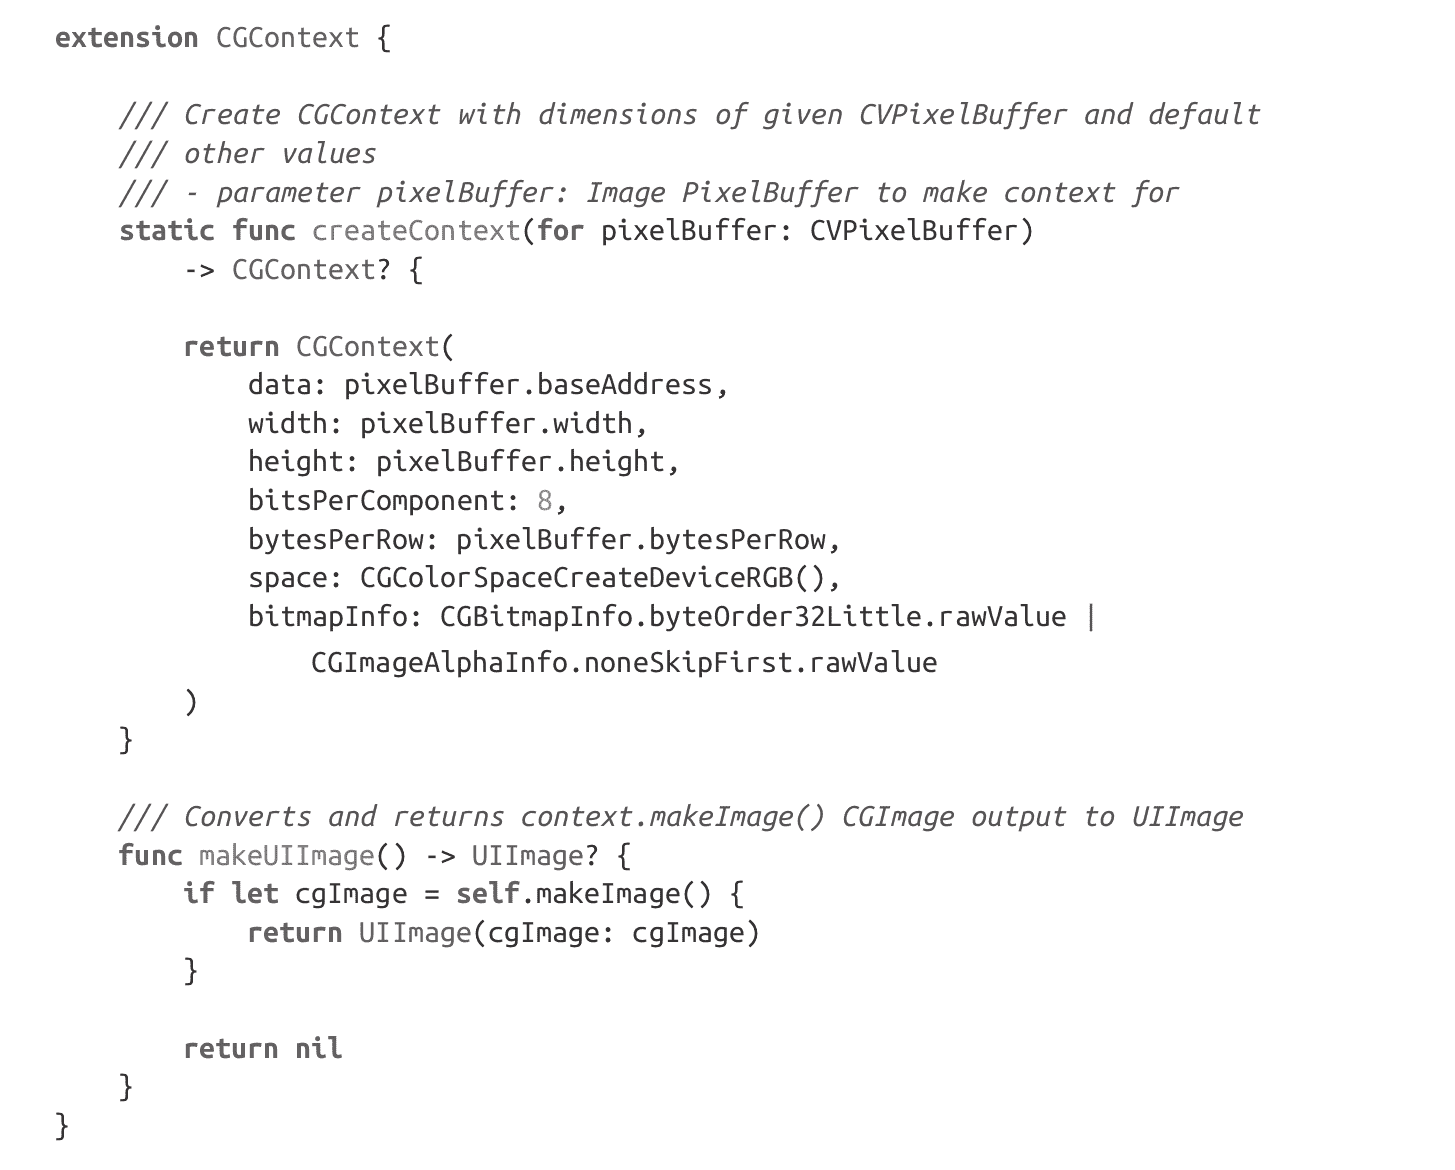 extension CGContext {
/// Create CGContext with dimensions of given CVPixelBuffer and default
/// other values
/// - parameter pixelBuffer: Image PixelBuffer to make context for
static func createContext(for pixelBuffer: CVPixelBuffer)
-> CGContext? {
return CGContext(
data: pixelBuffer.baseAddress,
width: pixelBuffer.width,
height: pixelBuffer.height,
bitsPerComponent: 8,
bytesPerRow: pixelBuffer.bytesPerRow,
space: CGColorSpaceCreateDeviceRGB(),
bitmapInfo: CGBitmapInfo.byteOrder32Little.rawValue |
CGImageAlphaInfo.noneSkipFirst.rawValue
)
}
/// Converts and returns context.makeImage() CGImage output to UIImage
func makeUIImage() -> UIImage? {
if let cgImage = self.makeImage() {
return UIImage(cgImage: cgImage)
}
return nil
}
}